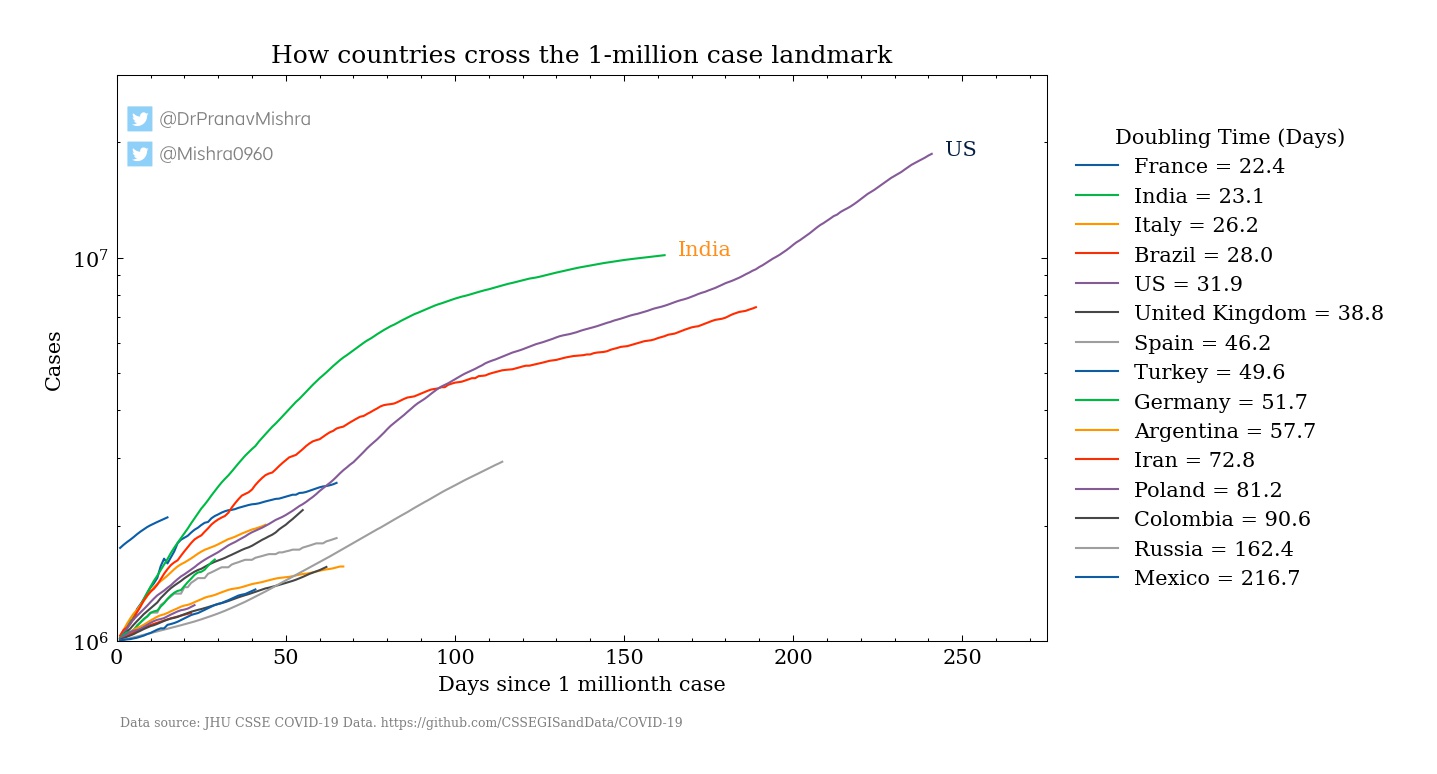 How countries cross the 1-million case landmark
@DrPranavMishra
@Mishra0960
US
India
10⁷
10⁶
Cases
0 50 100 150 200 250
Days since 1 millionth case
Doubling Time (Days)
France = 22.4
India = 23.1
Italy = 26.2
Brazil = 28.0
US = 31.9
United Kingdom = 38.8
Spain = 46.2
Turkey = 49.6
Germany = 51.7
Argentina = 57.7
Iran = 72.8
Poland = 81.2
Colombia = 90.6
Russia = 162.4
Mexico = 216.7
Data source: JHU CSSE COVID-19 Data. https://github.com/CSSEGISandData/COVID-19